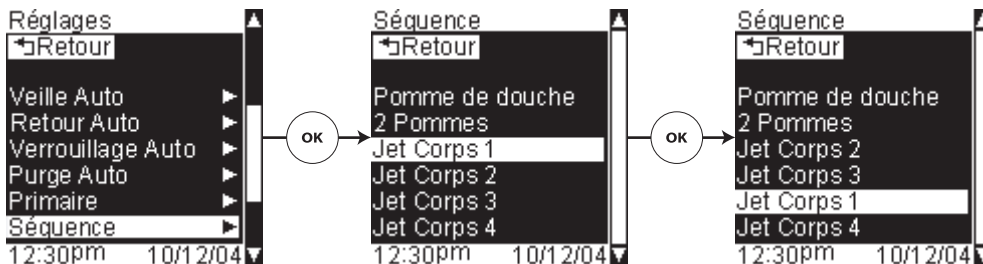 Réglages
Retour
Veille Auto
Retour Auto
Verrouillage Auto
Purge Auto
Primaire
Séquence
12:30pm 10/12/04
OK
Séquence
Retour
Pomme de douche
2 Pommes
Jet Corps 1
Jet Corps 2
Jet Corps 3
Jet Corps 4
12:30pm 10/12/04
OK
Séquence
Retour
Pomme de douche
2 Pommes
Jet Corps 2
Jet Corps 3
Jet Corps 1
Jet Corps 4
12:30pm 10/12/04